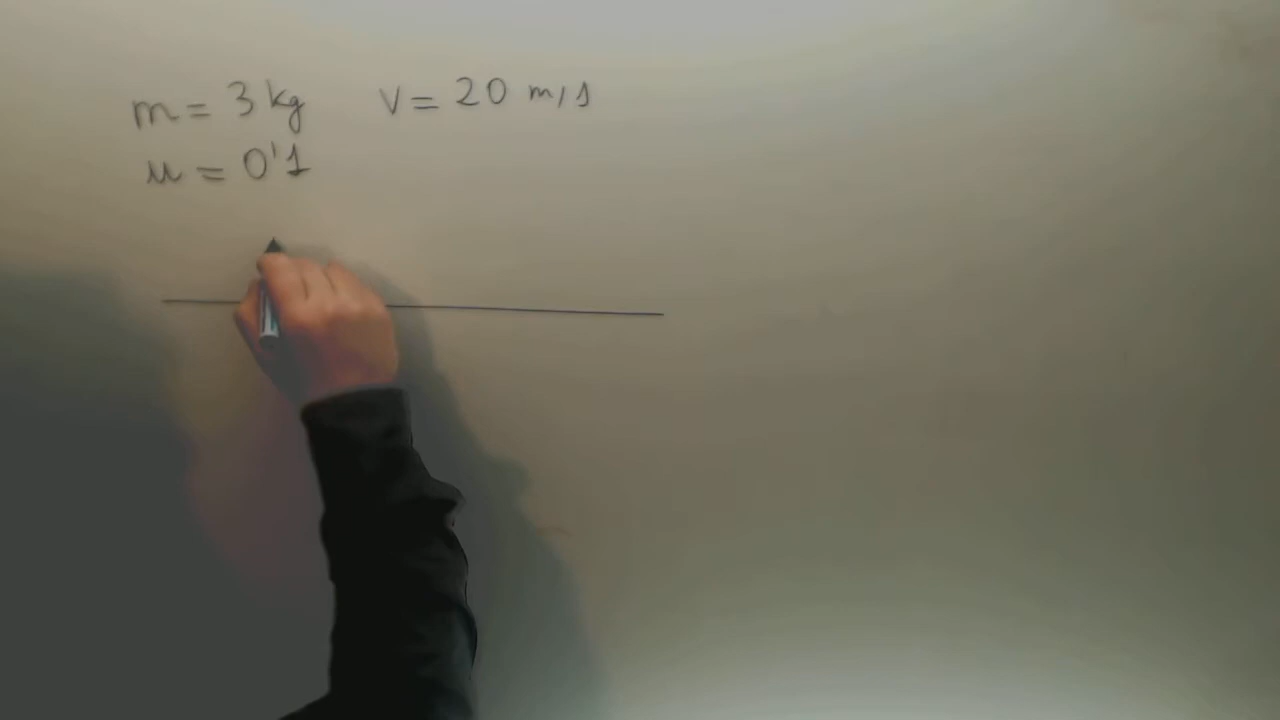 m = 3 kg v = 20 m/s
μ = 0'1